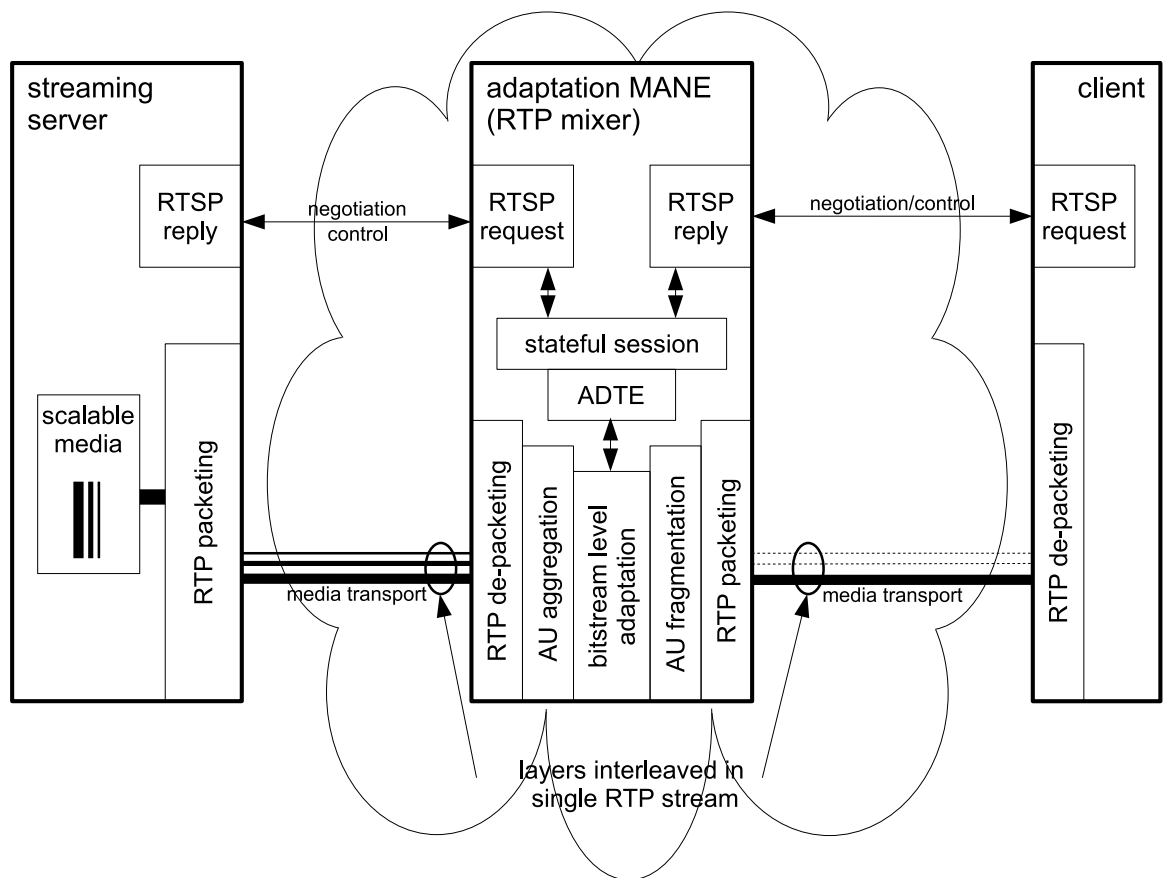 streaming
server
adaptation MANE
(RTP mixer)
client
RTSP
reply
negotiation
control
RTSP
request
RTSP
reply
negotiation/control
RTSP
request
stateful session
ADTE
scalable
media
RTP packeting
media transport
RTP de-packeting
AU aggregation
bitstream level
adaptation
AU fragmentation
RTP packeting
media transport
RTP de-packeting
layers interleaved in
single RTP stream